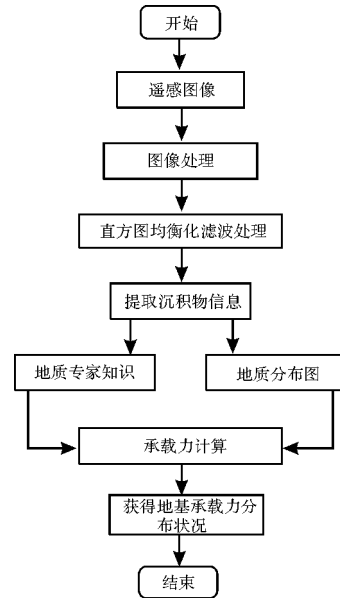 开始
遥感图像
图像处理
直方图均衡化滤波处理
提取沉积物信息
地质专家知识
地质分布图
承载力计算
获得地基承载力分
布状况
结束